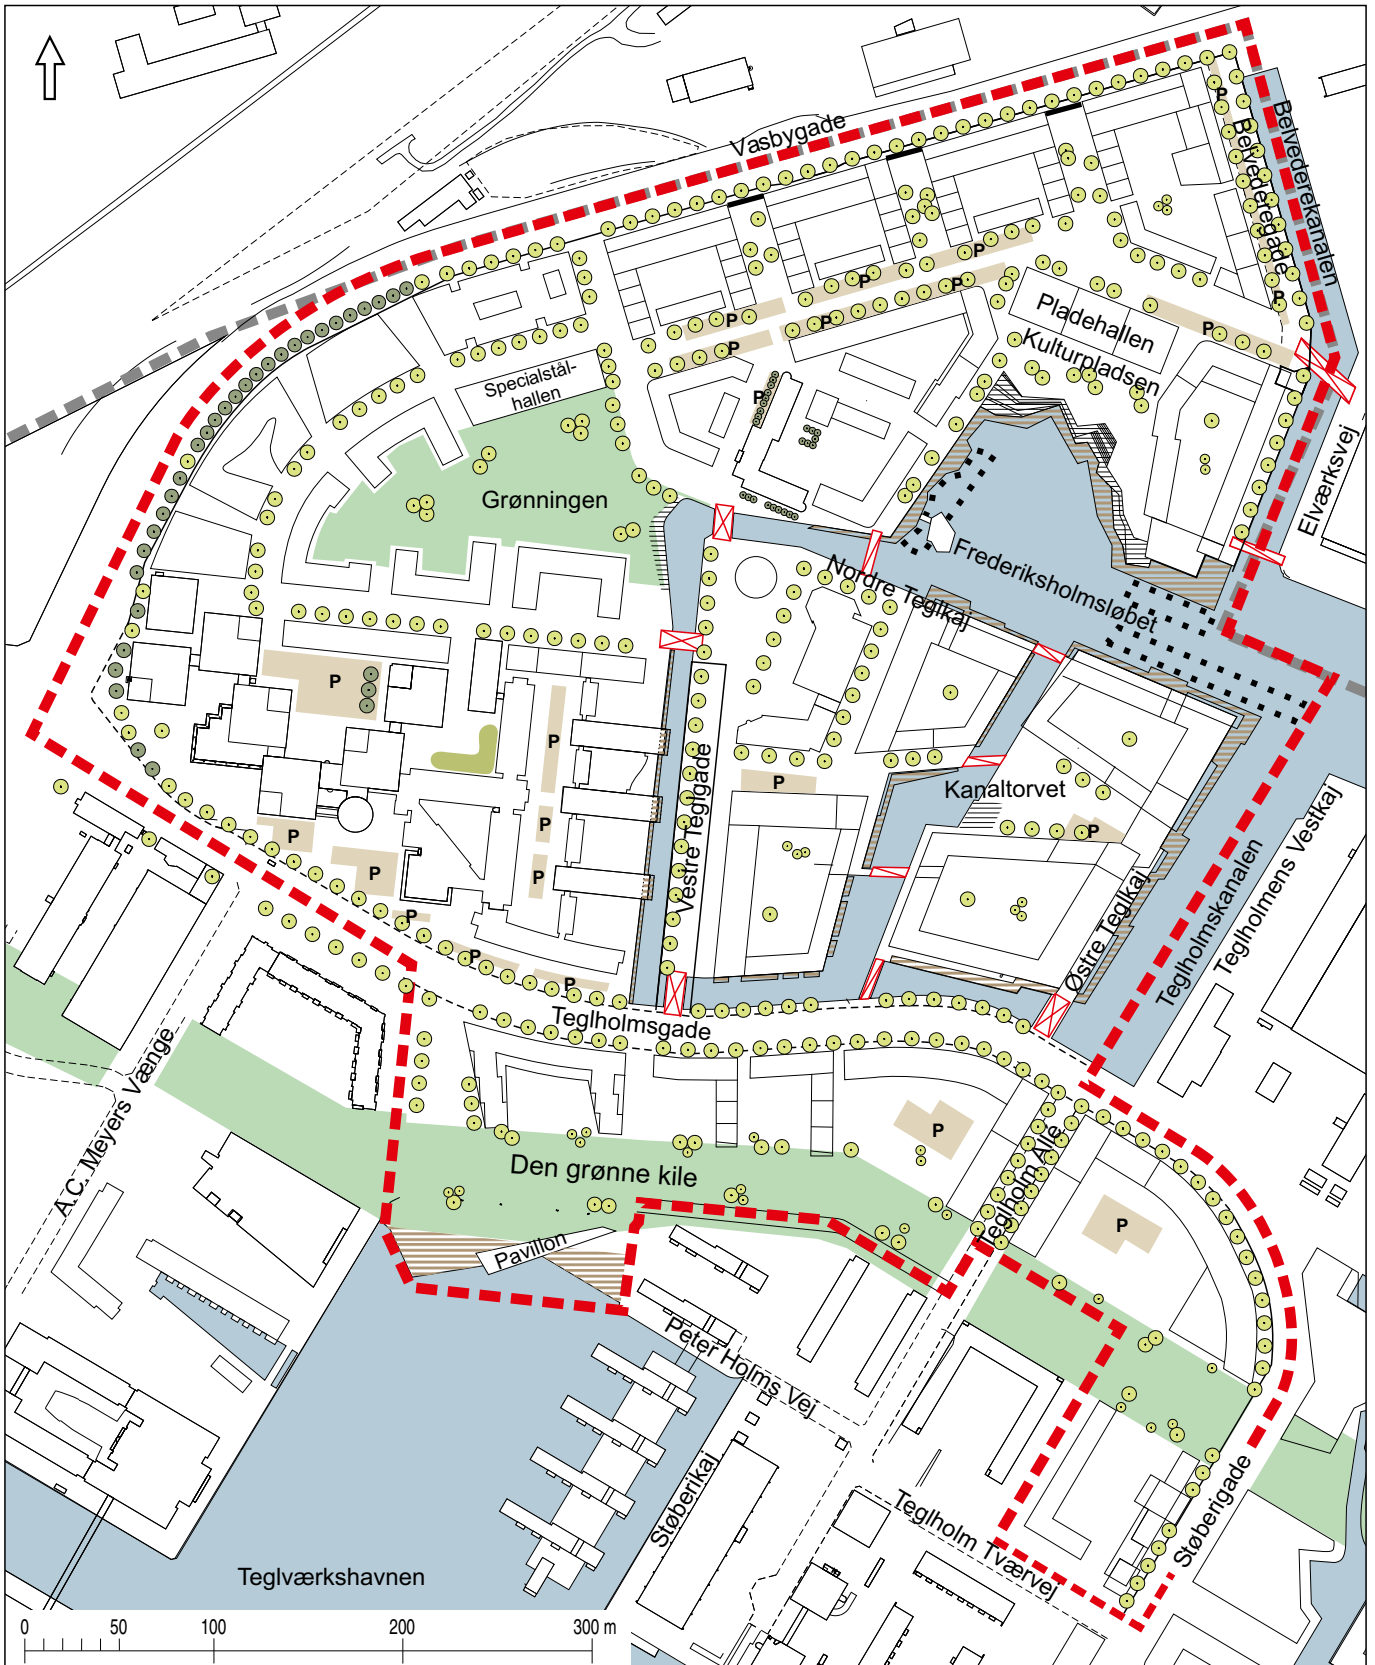 Vasbygade
P
Belvederegade
Belvederekanalen
P
P
P
P
P
P
P
P
Pladehallen
Kulturpladsen
Specialstål-
hallen
P
Grønningen
Elværksvej
Frederiksholmsløbet
Nordre Teglkaj
P
P
P
Kanaltorvet
Vestre Teglgade
P
P
P
P
P
Østre Teglkaj
Teglholmskanalen
Teglholmens Vestkaj
P
P
P
Teglholmsgade
A.C. Meyers Vænge
P
Den grønne kile
Teglholm Allé
P
Pavillon
Peter Holms Vej
Støberikaj
Teglholm Tværvej
Støberigade
Teglværkshavnen
0 50 100 200 300 m